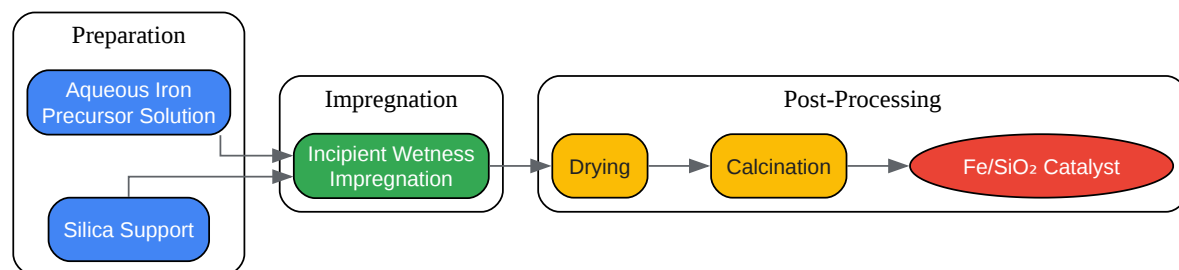 Preparation
Aqueous Iron
Precursor Solution
Silica Support
Impregnation
Incipient Wetness
Impregnation
Post-Processing
Drying
Calcination
Fe/SiO₂ Catalyst